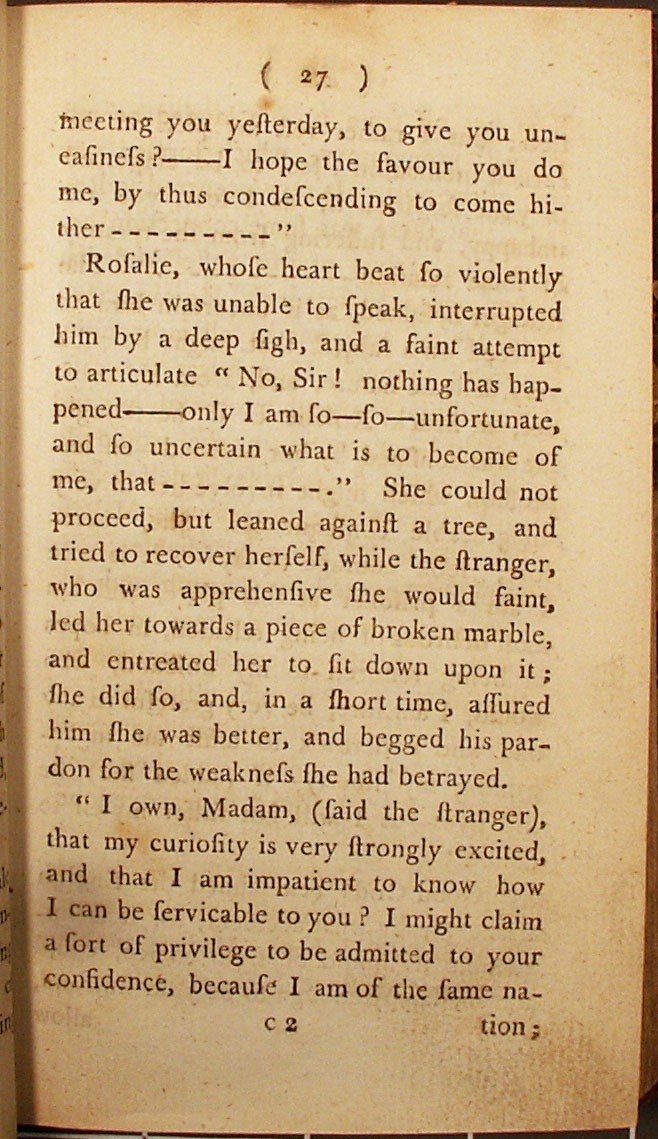 ( 27 )
meeting you yeſterday, to give you un-
eaſineſs ?——I hope the favour you do
me, by thus condeſcending to come hi-
ther - - - - - - - - - ”
Roſalie, whoſe heart beat ſo violently
that ſhe was unable to ſpeak, interrupted
him by a deep ſigh, and a faint attempt
to articulate “ No, Sir ! nothing has hap-
pened——only I am ſo—ſo—unfortunate,
and ſo uncertain what is to become of
me, that - - - - - - - - - .” She could not
proceed, but leaned againſt a tree, and
tried to recover herſelf, while the ſtranger,
who was apprehenſive ſhe would faint,
led her towards a piece of broken marble,
and entreated her to ſit down upon it ;
ſhe did ſo, and, in a ſhort time, aſſured
him ſhe was better, and begged his par-
don for the weakneſs ſhe had betrayed.
“ I own, Madam, (ſaid the ſtranger),
that my curioſity is very ſtrongly excited,
and that I am impatient to know how
I can be ſervicable to you ? I might claim
a ſort of privilege to be admitted to your
confidence, becauſe I am of the ſame na-
C 2 tion ;